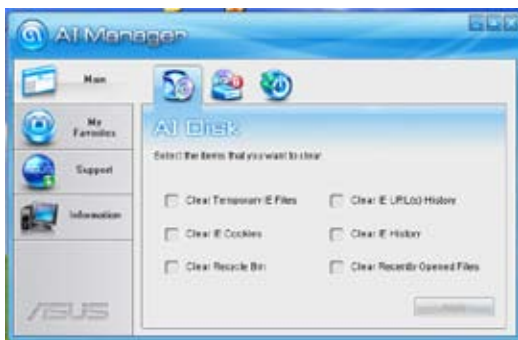 AI Manager
Main
My
Favorites
Support
Information
AI Disk
Select the items that you want to clear
Clear Temporary IE Files
Clear IE URL(s) History
Clear IE Cookies
Clear IE History
Clear Recycle Bin
Clear Recently Opened Files
ASUS